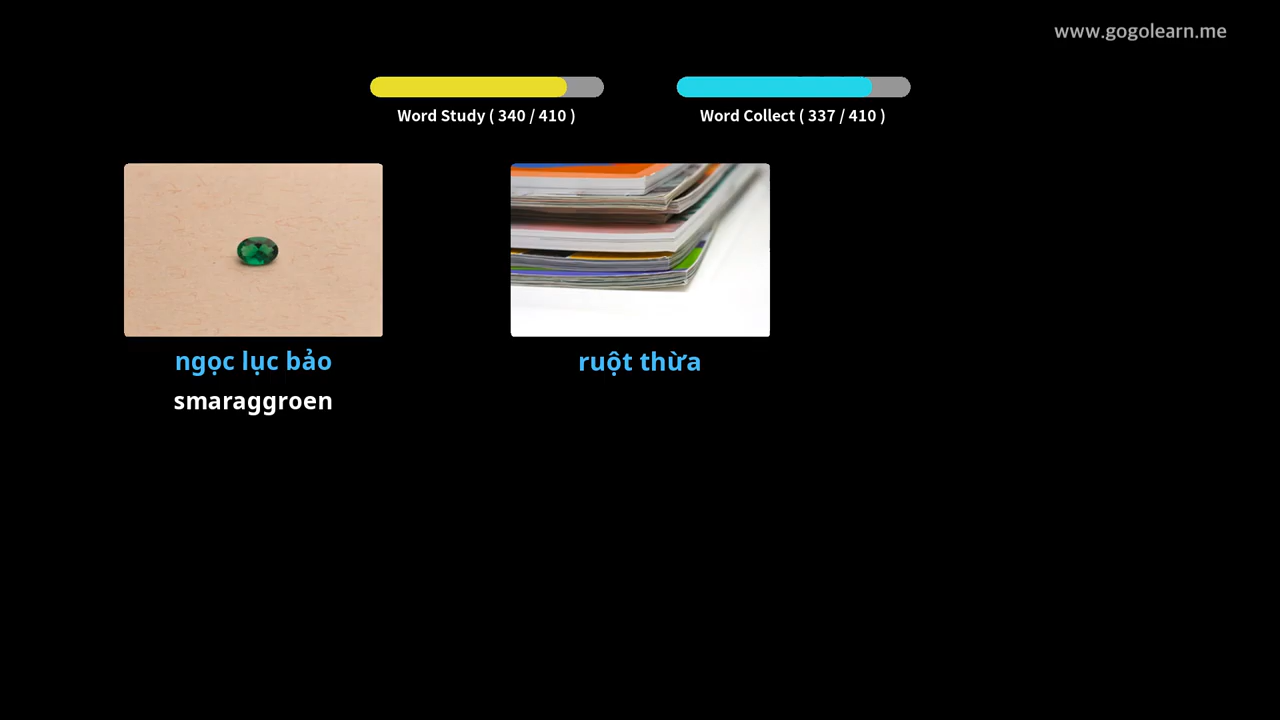 www.gogolearn.me
Word Study ( 340 / 410 )
Word Collect ( 337 / 410 )
ngọc lục bảo
smaraggroen
ruột thừa